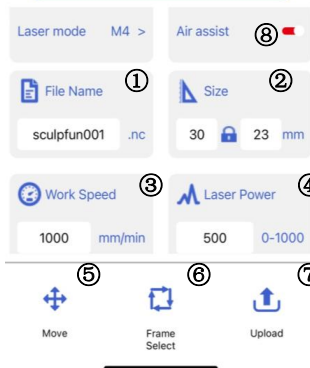 Laser mode M4 > Air assist ⑧
① ②
File Name Size
sculpfun001 .nc 30 23 mm
③ ④
Work Speed Laser Power
1000 mm/min 500 0-1000
⑤ ⑥ ⑦
Move Frame Upload
Select